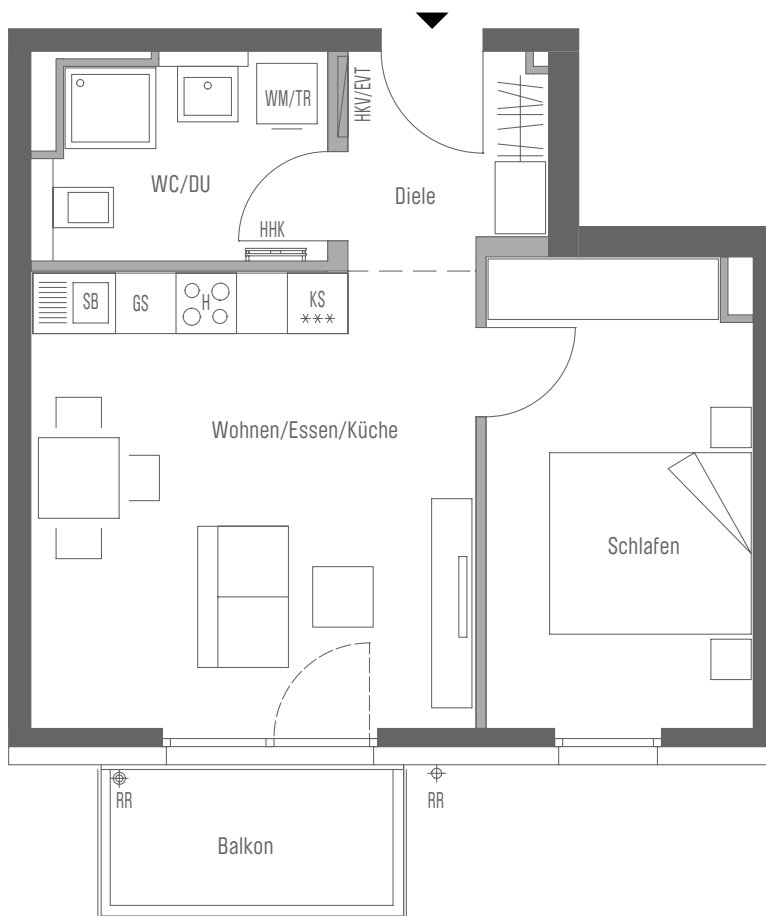 HKV/EVT
WM/TR
WC/DU
Diele
HHK
SB
GS
H
KS
***
Wohnen/Essen/Küche
Schlafen
RR
RR
Balkon